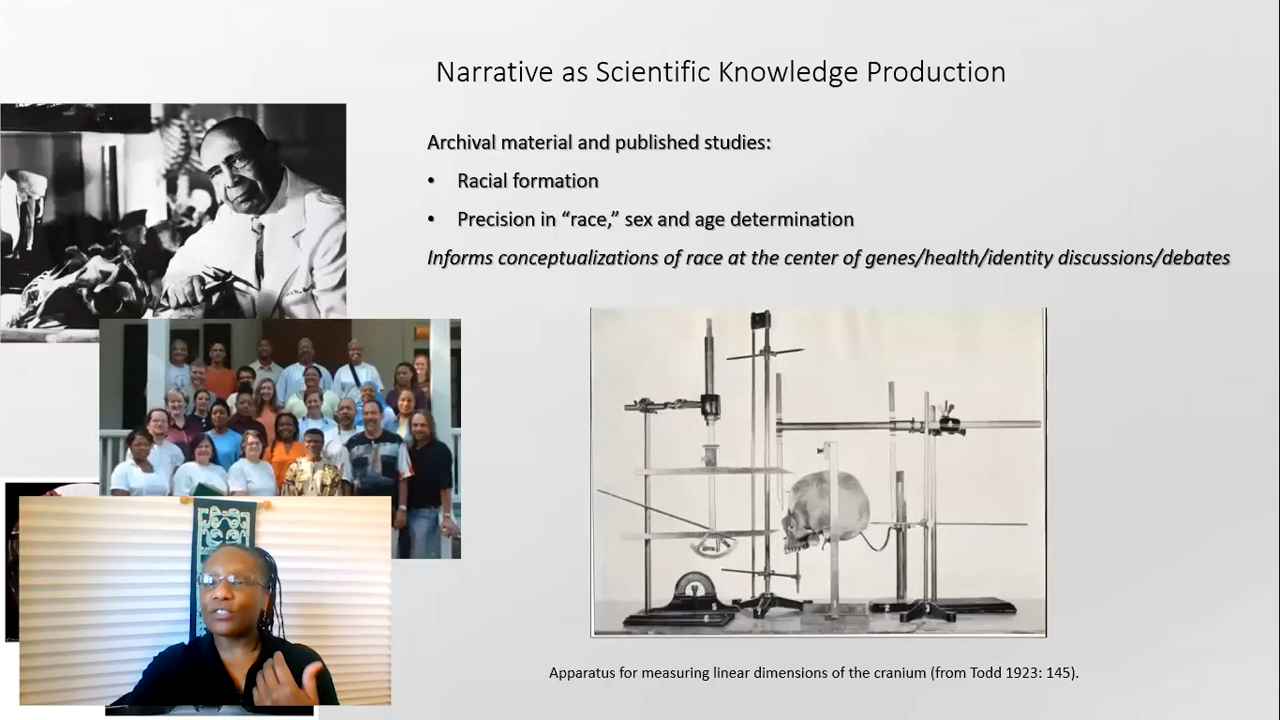 Narrative as Scientific Knowledge Production
Archival material and published studies:
• Racial formation
• Precision in “race,” sex and age determination
Informs conceptualizations of race at the center of genes/health/identity discussions/debates
Apparatus for measuring linear dimensions of the cranium (from Todd 1923: 145).